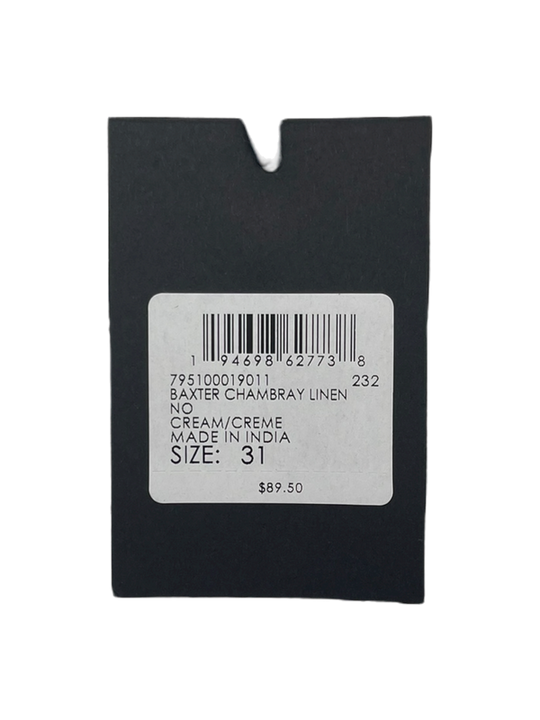 1 94698 62773 8
795100019011 232
BAXTER CHAMBRAY LINEN
NO
CREAM/CREME
MADE IN INDIA
SIZE: 31
$89.50